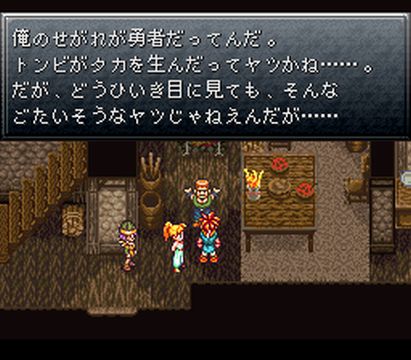 俺のせがれが勇者だってんだ。
トンビがタカを生んだってヤツかね……。
だが、どうひいき目に見ても、そんな
ごたいそうなヤツじゃねえんだが……